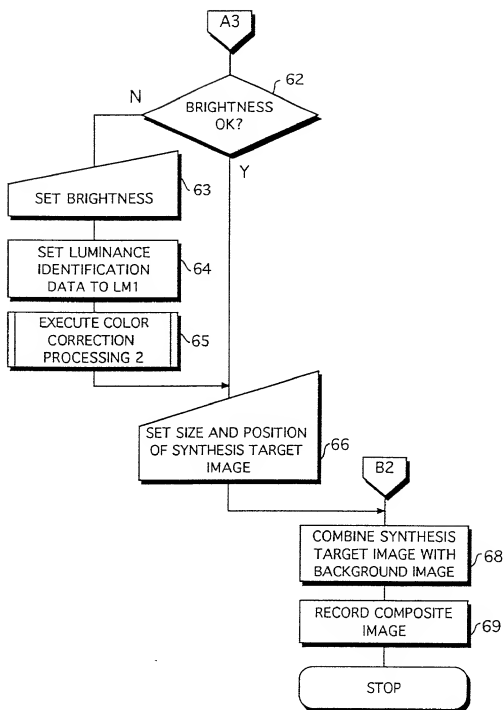 A3
62
N
BRIGHTNESS
OK?
Y
63
SET BRIGHTNESS
SET LUMINANCE
IDENTIFICATION
DATA TO LM1
64
EXECUTE COLOR
CORRECTION
PROCESSING 2
65
SET SIZE AND POSITION
OF SYNTHESIS TARGET
IMAGE
66
B2
COMBINE SYNTHESIS
TARGET IMAGE WITH
BACKGROUND IMAGE
68
RECORD COMPOSITE
IMAGE
69
STOP